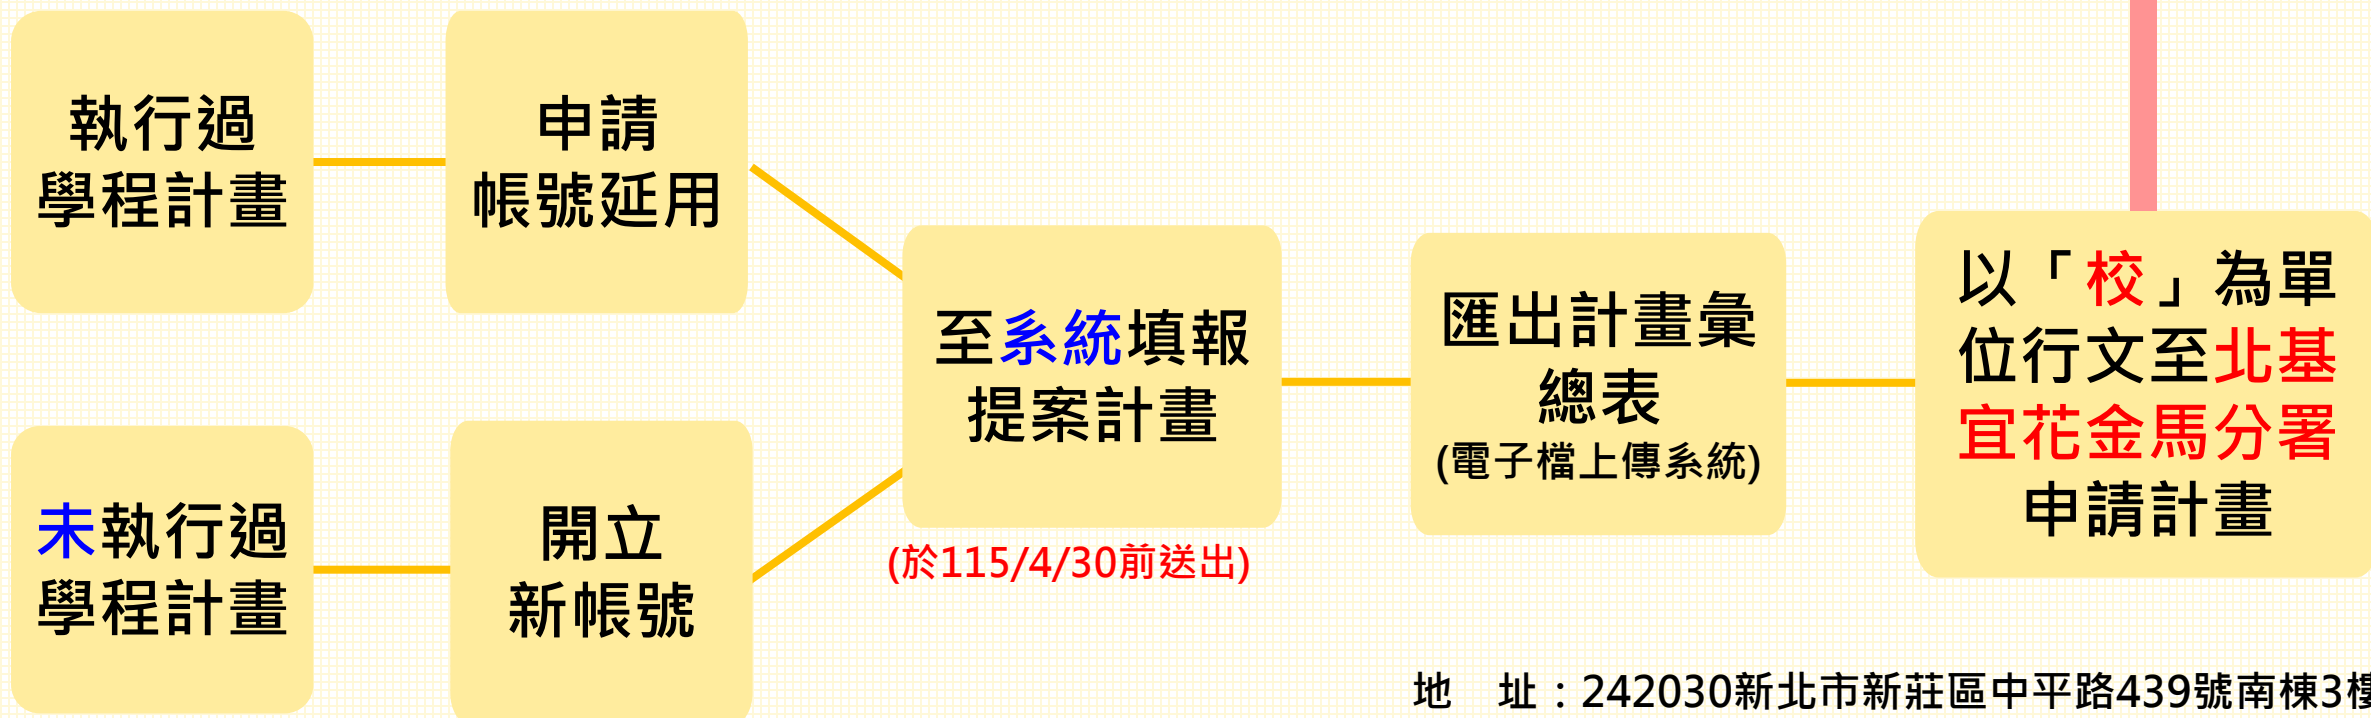 執行過
學程計畫
申請
帳號延用
未執行過
學程計畫
開立
新帳號
至系統填報
提案計畫
(於115/4/30前送出)
匯出計畫彙
總表
(電子檔上傳系統)
以「校」為單
位行文至北基
宜花金馬分署
申請計畫
地　址：242030新北市新莊區中平路439號南棟3樓